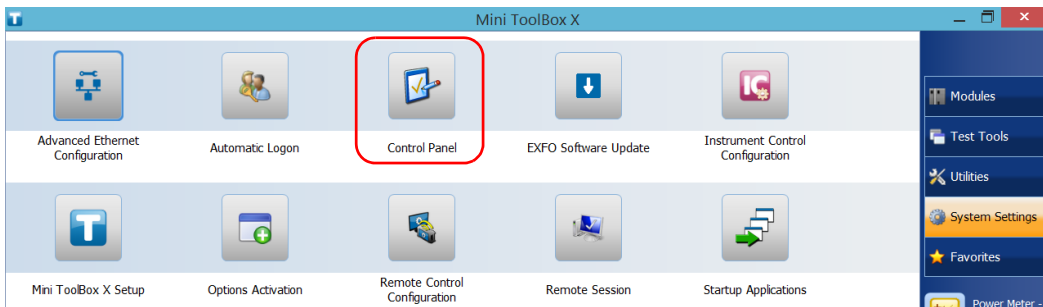 Mini ToolBox X
Advanced Ethernet
Configuration
Automatic Logon
Control Panel
EXFO Software Update
Instrument Control
Configuration
Mini ToolBox X Setup
Options Activation
Remote Control
Configuration
Remote Session
Startup Applications
Modules
Test Tools
Utilities
System Settings
Favorites
Power Meter -